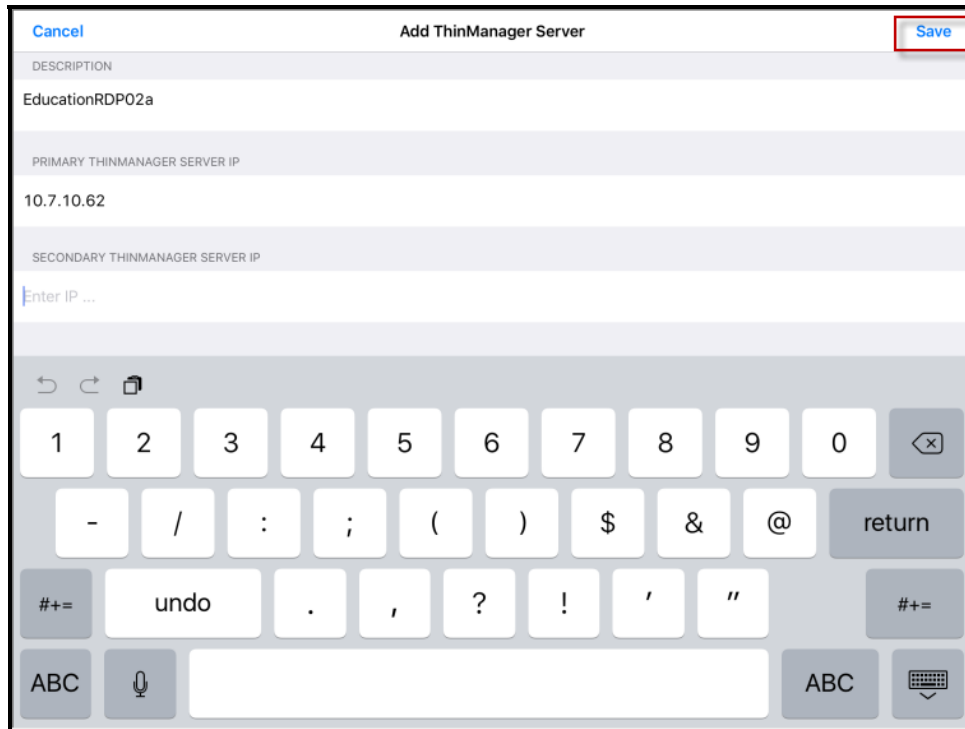 Cancel Add ThinManager Server Save
DESCRIPTION
EducationRDP02a
PRIMARY THINMANAGER SERVER IP
10.7.10.62
SECONDARY THINMANAGER SERVER IP
Enter IP ...
1 2 3 4 5 6 7 8 9 0
- / : ; ( ) $ & @ return
#+= undo . , ? ! ' " #+=
ABC ABC